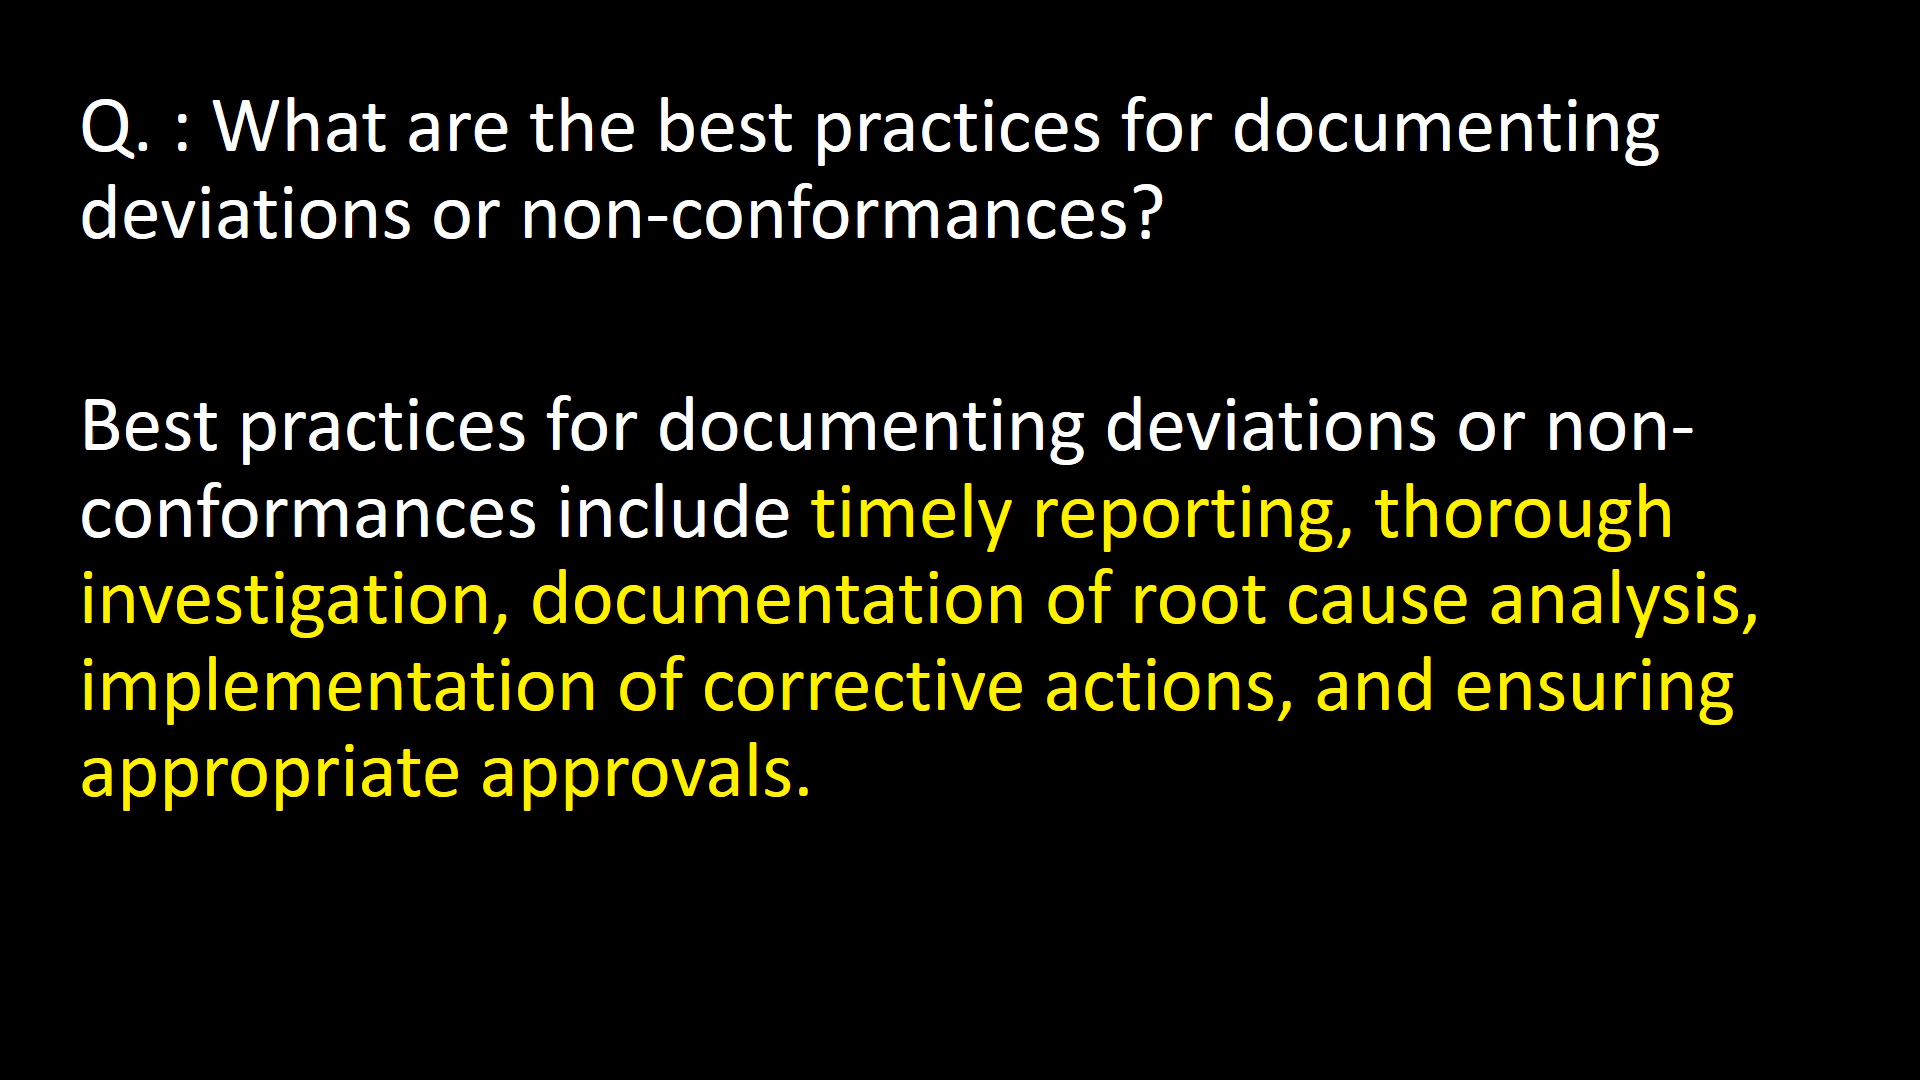 Q. : What are the best practices for documenting
deviations or non-conformances?
Best practices for documenting deviations or non-
conformances include timely reporting, thorough
investigation, documentation of root cause analysis,
implementation of corrective actions, and ensuring
appropriate approvals.